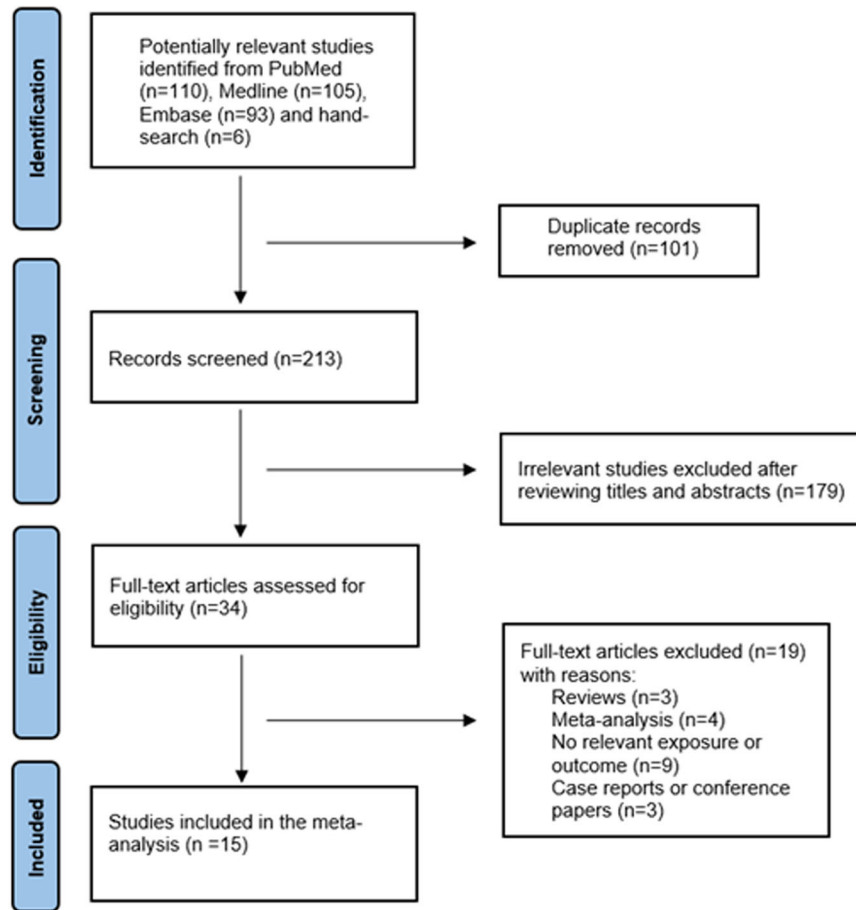 Identification
Potentially relevant studies
identified from PubMed
(n=110), Medline (n=105),
Embase (n=93) and hand-
search (n=6)
Duplicate records
removed (n=101)
Screening
Records screened (n=213)
Irrelevant studies excluded after
reviewing titles and abstracts (n=179)
Eligibility
Full-text articles assessed for
eligibility (n=34)
Full-text articles excluded (n=19)
with reasons:
Reviews (n=3)
Meta-analysis (n=4)
No relevant exposure or
outcome (n=9)
Case reports or conference
papers (n=3)
Included
Studies included in the meta-
analysis (n =15)